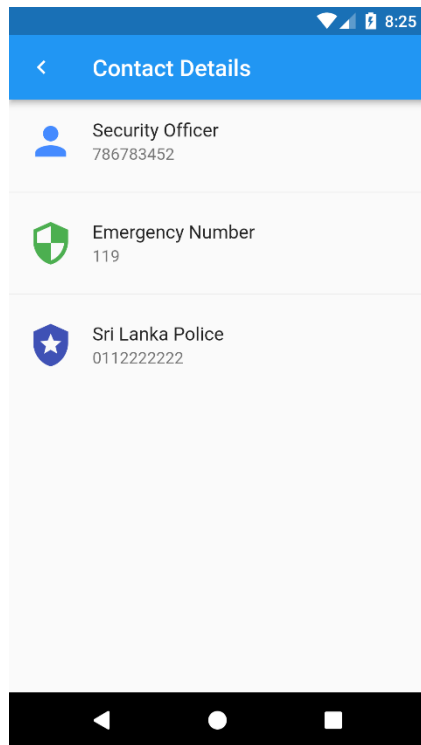 8:25
Contact Details
Security Officer
786783452
Emergency Number
119
Sri Lanka Police
0112222222